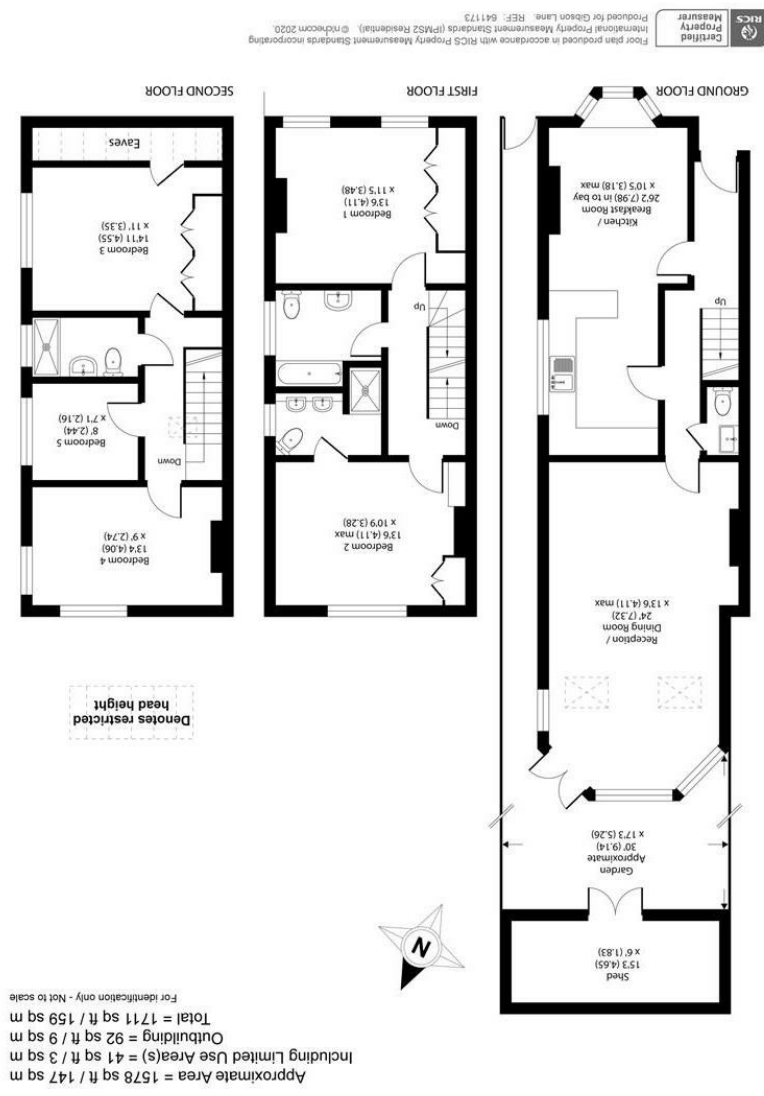 Approximate Area = 1578 sq ft / 147 sq m
Including Limited Use Area(s) = 41 sq ft / 3 sq m
Outbuilding = 92 sq ft / 9 sq m
Total = 1711 sq ft / 159 sq m
For identification only - Not to scale
N
Shed
15'3 (4.65)
x 6' (1.83)
Garden
Approximate
30' (9.14)
x 17'3 (5.26)
Denotes restricted
head height
Reception /
Dining Room
24' (7.32)
x 13'6 (4.11) max
Up
Kitchen /
Breakfast Room
26'2 (7.98) in to bay
x 10'5 (3.18) max
GROUND FLOOR
Bedroom 2
13'6 (4.11) max
x 10'9 (3.28)
Down
Up
Bedroom 1
13'6 (4.11)
x 11'5 (3.48)
FIRST FLOOR
Bedroom 4
13'4 (4.06)
x 9' (2.74)
Down
Bedroom 5
8' (2.44)
x 7'1 (2.16)
Bedroom 3
14'11 (4.55)
x 11' (3.35)
Eaves
SECOND FLOOR
RICS
Certified
Property
Measurer
Floor plan produced in accordance with RICS Property Measurement Standards incorporating
International Property Measurement Standards (IPMS2 Residential). © nichecom 2020.
Produced for Gibson Lane. REF: 641173